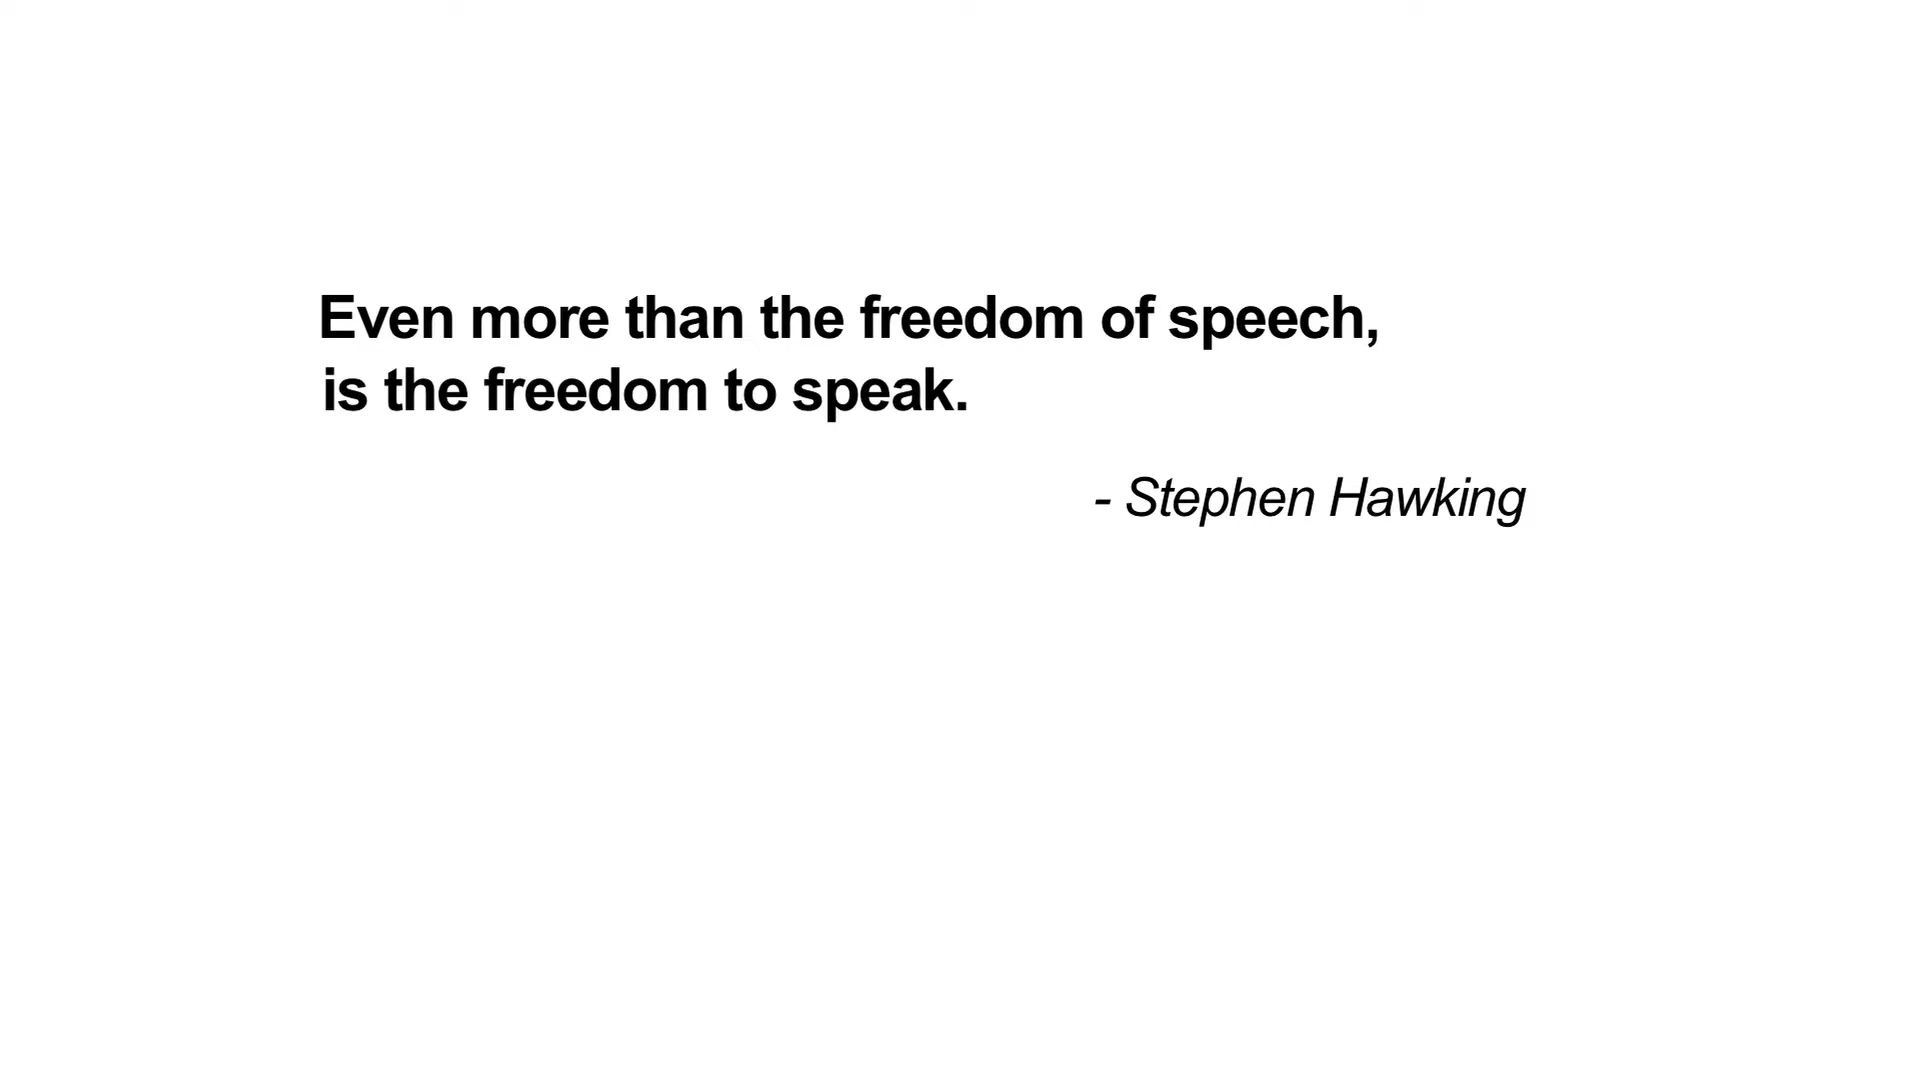 Even more than the freedom of speech,
is the freedom to speak.
- Stephen Hawking